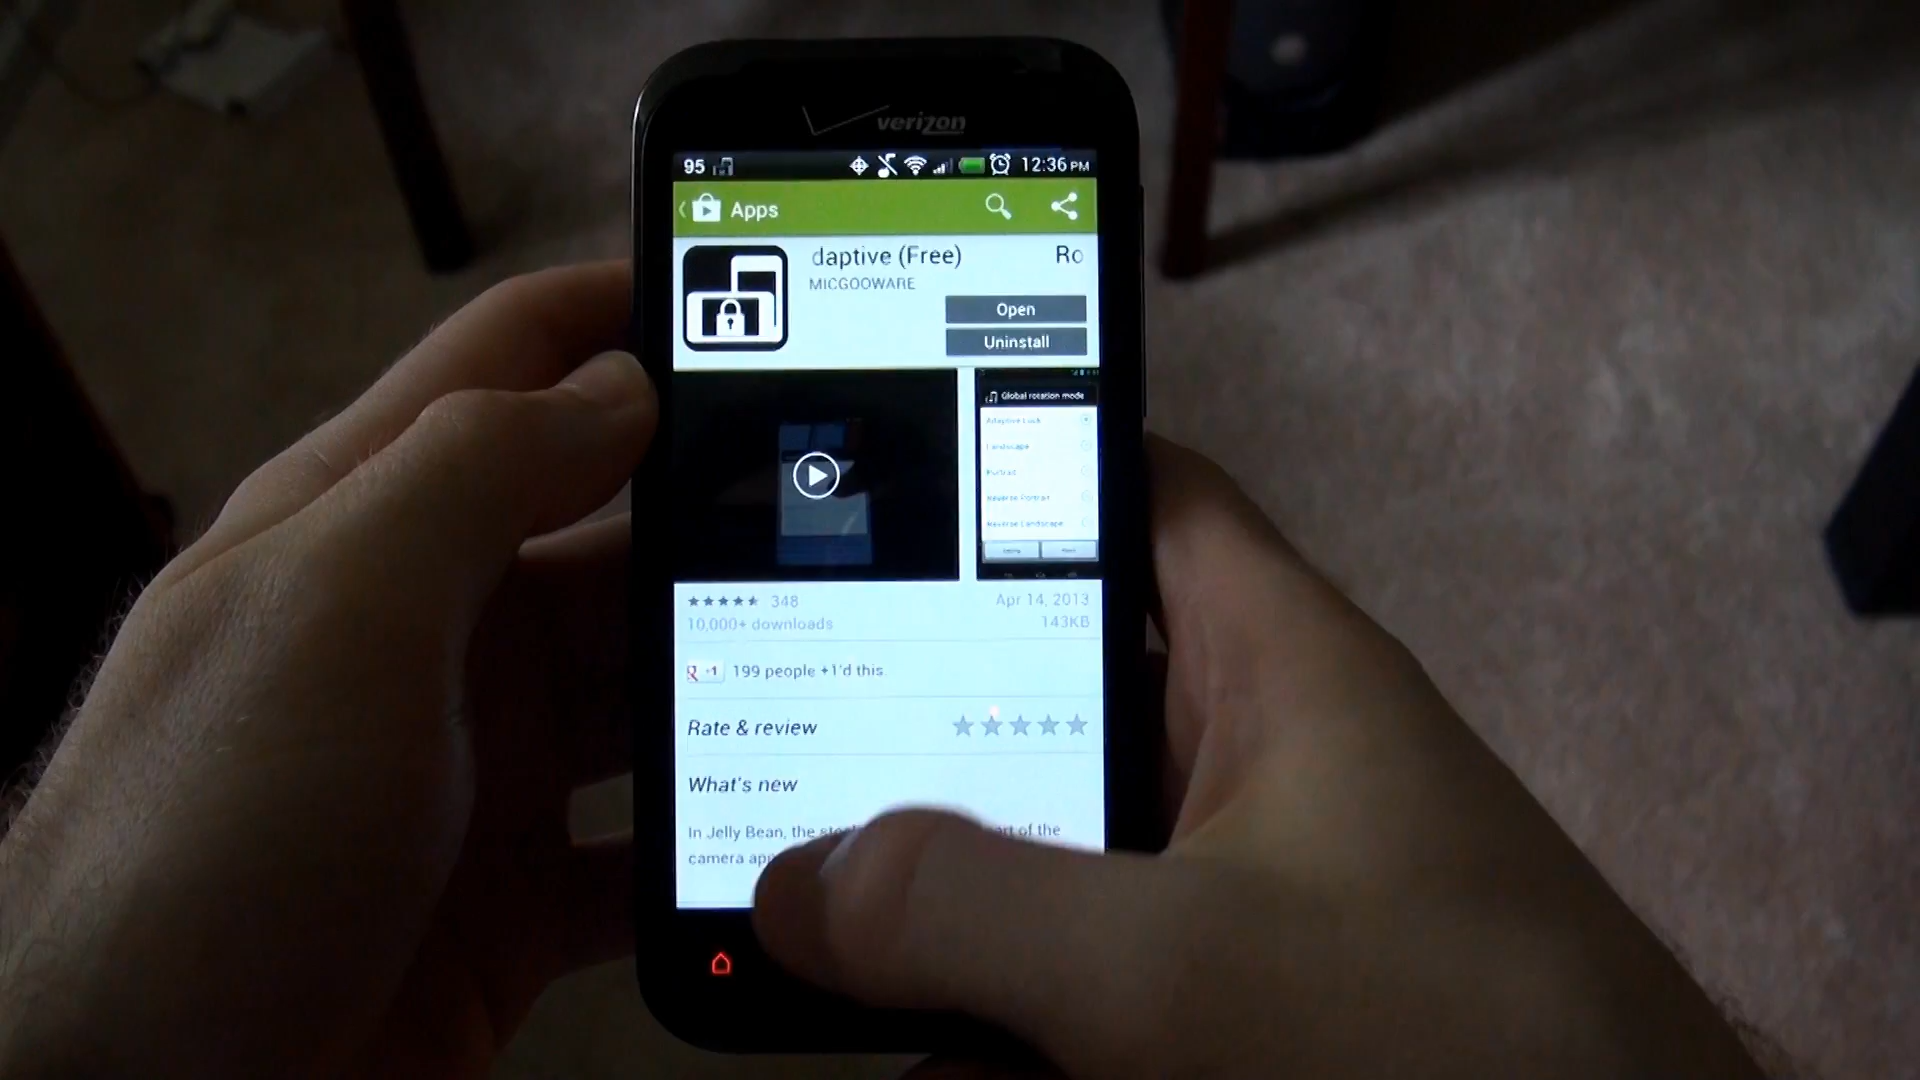 verizon
95 12:36 PM
Apps
daptive (Free) Ro
MICGOOWARE
Open
Uninstall
Global rotation mode
Adaptive Lock
Landscape
Portrait
Reverse Portrait
Reverse Landscape
348 Apr 14, 2013
10,000+ downloads 143KB
+1 199 people +1'd this.
Rate & review
What's new
In Jelly Bean, the art of the
camera app